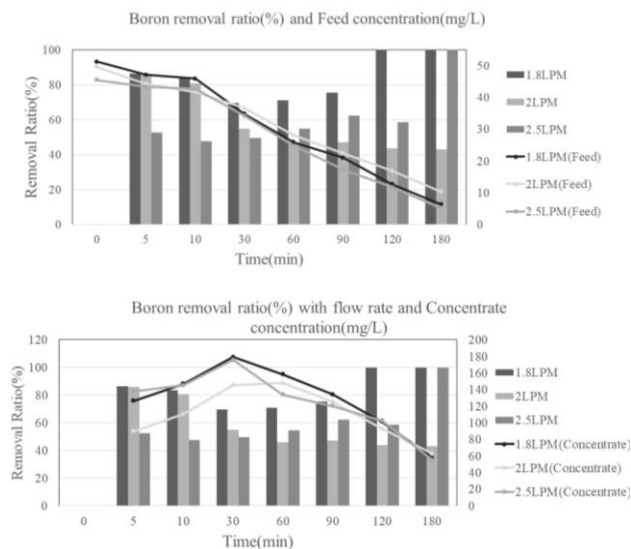 Boron removal ratio(%) and Feed concentration(mg/L)
Removal Ratio(%)
100
80
60
40
20
0
50
40
30
20
10
0
0 5 10 30 60 90 120 180
Time(min)
1.8LPM
2LPM
2.5LPM
1.8LPM(Feed)
2LPM(Feed)
2.5LPM(Feed)
Boron removal ratio(%) with flow rate and Concentrate
concentration(mg/L)
Removal Ratio(%)
120
100
80
60
40
20
0
200
180
160
140
120
100
80
60
40
20
0
0 5 10 30 60 90 120 180
Time(min)
1.8LPM
2LPM
2.5LPM
1.8LPM(Concentrate)
2LPM(Concentrate)
2.5LPM(Concentrate)